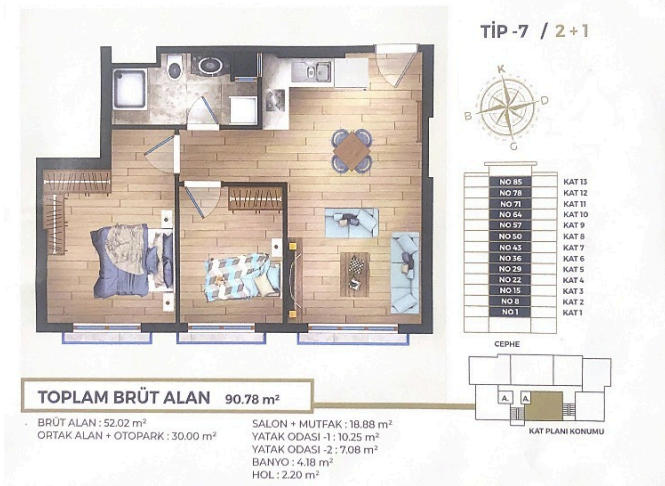 TİP -7 / 2+1
K
B
D
G
NO 85 KAT 13
NO 78 KAT 12
NO 71 KAT 11
NO 64 KAT 10
NO 57 KAT 9
NO 50 KAT 8
NO 43 KAT 7
NO 36 KAT 6
NO 29 KAT 5
NO 22 KAT 4
NO 15 KAT 3
NO 8 KAT 2
NO 1 KAT 1
CEPHE
A. A.
KAT PLANI KONUMU
TOPLAM BRÜT ALAN 90.78 m²
BRÜT ALAN : 52.02 m²
ORTAK ALAN + OTOPARK : 30.00 m²
SALON + MUTFAK : 18.88 m²
YATAK ODASI -1 : 10.25 m²
YATAK ODASI -2 : 7.08 m²
BANYO : 4.18 m²
HOL : 2.20 m²